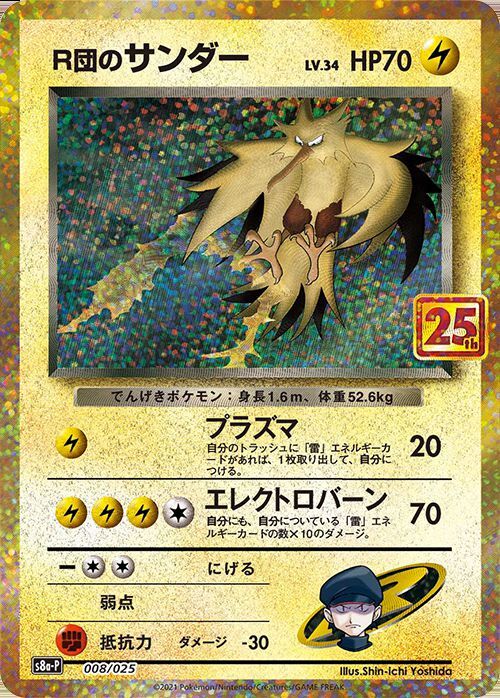 R団のサンダー LV.34 HP70
25th
でんげきポケモン：身長1.6m、体重52.6kg
プラズマ 20
自分のトラッシュに「雷」エネルギーカ
ードがあれば、1枚取り出して、自分に
つける。
エレクトロバーン 70
自分にも、自分についている「雷」エネ
ルギーカードの数×10のダメージ。
ー にげる
弱点
抵抗力 ダメージ -30
s8a-P 008/025
Illus.Shin-ichi Yoshida
©2021 Pokémon/Nintendo/Creatures/GAME FREAK.